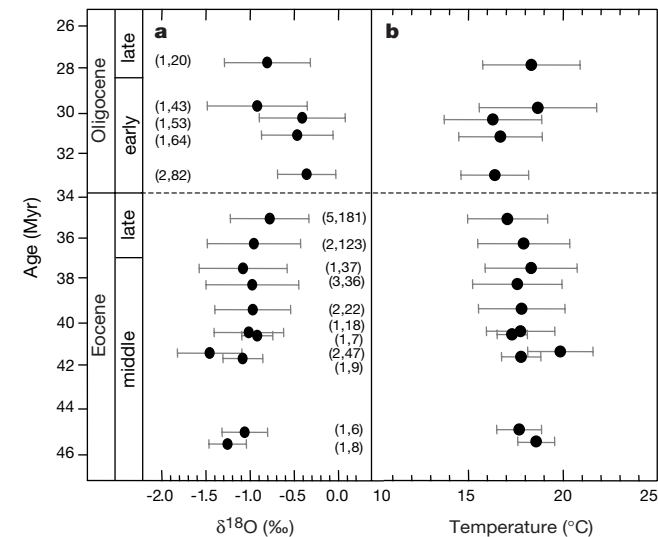 a
b
26
28
30
32
34
36
38
40
42
44
46
Age (Myr)
Oligocene
Eocene
late
early
late
middle
(1,20)
(1,43)
(1,53)
(1,64)
(2,82)
(5,181)
(2,123)
(1,37)
(3,36)
(2,22)
(1,18)
(1,7)
(2,47)
(1,9)
(1,6)
(1,8)
-2.0 -1.5 -1.0 -0.5 0.0
10 15 20 25
δ¹⁸O (‰)
Temperature (°C)